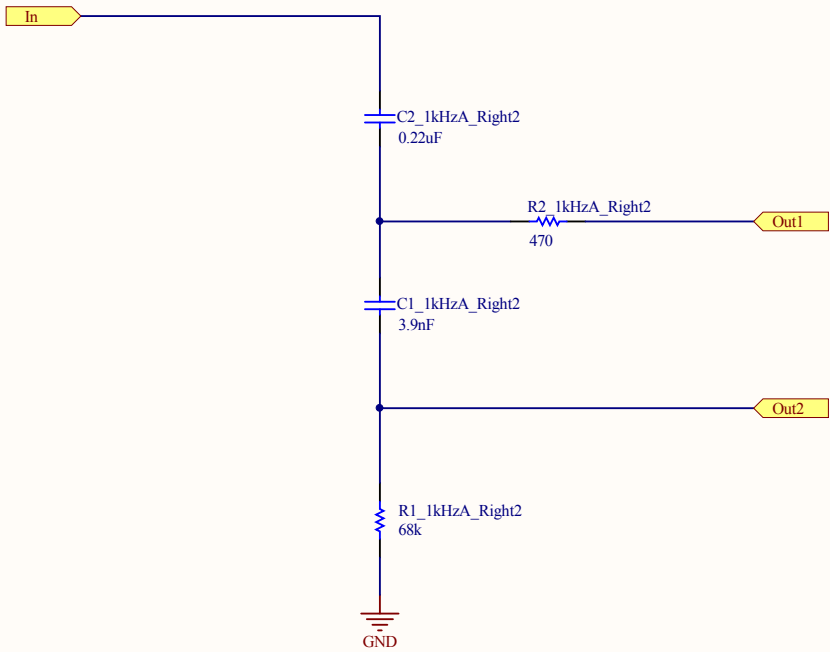 In
C2_1kHzA_Right2
0.22uF
R2_1kHzA_Right2
470
Out1
C1_1kHzA_Right2
3.9nF
Out2
R1_1kHzA_Right2
68k
GND